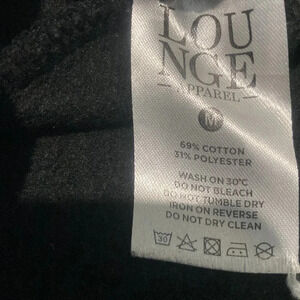 LOU
NGE
APPAREL
M
69% COTTON
31% POLYESTER
WASH ON 30°C
DO NOT BLEACH
DO NOT TUMBLE DRY
IRON ON REVERSE
DO NOT DRY CLEAN
30